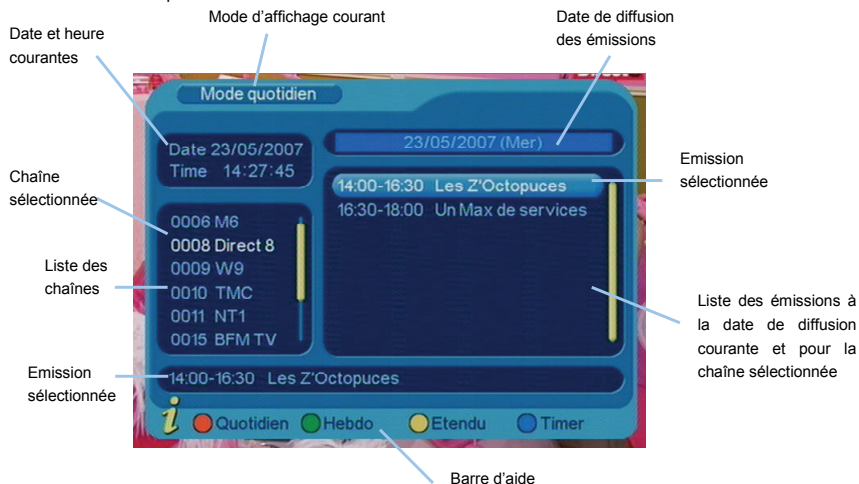 Mode d'affichage courant
Date de diffusion
des émissions
Date et heure
courantes
Mode quotidien
Date 23/05/2007
Time 14:27:45
23/05/2007 (Mer)
Emission
sélectionnée
14:00-16:30 Les Z'Octopuces
16:30-18:00 Un Max de services
Chaîne
sélectionnée
0006 M6
0008 Direct 8
0009 W9
0010 TMC
0011 NT1
0015 BFM TV
Liste des
chaînes
Liste des émissions à
la date de diffusion
courante et pour la
chaîne sélectionnée
Emission
sélectionnée
14:00-16:30 Les Z'Octopuces
i Quotidien Hebdo Etendu Timer
Barre d'aide